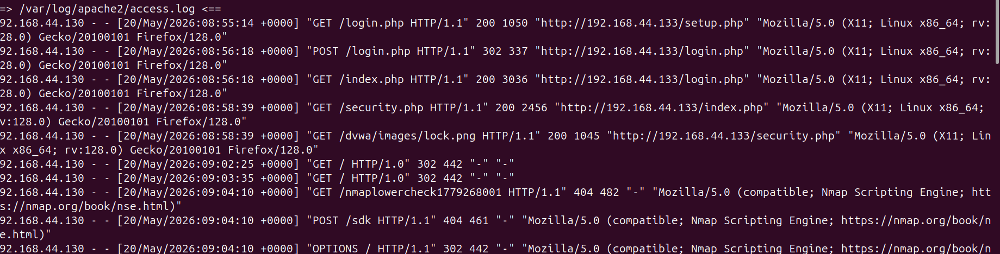 => /var/log/apache2/access.log <==
92.168.44.130 - - [20/May/2026:08:55:14 +0000] "GET /login.php HTTP/1.1" 200 1050 "http://192.168.44.133/setup.php" "Mozilla/5.0 (X11; Linux x86_64; rv:
28.0) Gecko/20100101 Firefox/128.0"
92.168.44.130 - - [20/May/2026:08:56:18 +0000] "POST /login.php HTTP/1.1" 302 337 "http://192.168.44.133/login.php" "Mozilla/5.0 (X11; Linux x86_64; rv:
28.0) Gecko/20100101 Firefox/128.0"
92.168.44.130 - - [20/May/2026:08:56:18 +0000] "GET /index.php HTTP/1.1" 200 3036 "http://192.168.44.133/login.php" "Mozilla/5.0 (X11; Linux x86_64; rv:
28.0) Gecko/20100101 Firefox/128.0"
92.168.44.130 - - [20/May/2026:08:58:39 +0000] "GET /security.php HTTP/1.1" 200 2456 "http://192.168.44.133/index.php" "Mozilla/5.0 (X11; Linux x86_64;
v:128.0) Gecko/20100101 Firefox/128.0"
92.168.44.130 - - [20/May/2026:08:58:39 +0000] "GET /dvwa/images/lock.png HTTP/1.1" 200 1045 "http://192.168.44.133/security.php" "Mozilla/5.0 (X11; Lin
x x86_64; rv:128.0) Gecko/20100101 Firefox/128.0"
92.168.44.130 - - [20/May/2026:09:02:25 +0000] "GET / HTTP/1.0" 302 442 "-" "-"
92.168.44.130 - - [20/May/2026:09:03:35 +0000] "GET / HTTP/1.0" 302 442 "-" "-"
92.168.44.130 - - [20/May/2026:09:04:10 +0000] "GET /nmaplowercheck1779268001 HTTP/1.1" 404 482 "-" "Mozilla/5.0 (compatible; Nmap Scripting Engine; htt
s://nmap.org/book/nse.html)"
92.168.44.130 - - [20/May/2026:09:04:10 +0000] "POST /sdk HTTP/1.1" 404 461 "-" "Mozilla/5.0 (compatible; Nmap Scripting Engine; https://nmap.org/book/n
e.html)"
92.168.44.130 - - [20/May/2026:09:04:10 +0000] "OPTIONS / HTTP/1.1" 302 442 "-" "Mozilla/5.0 (compatible; Nmap Scripting Engine; https://nmap.org/book/n